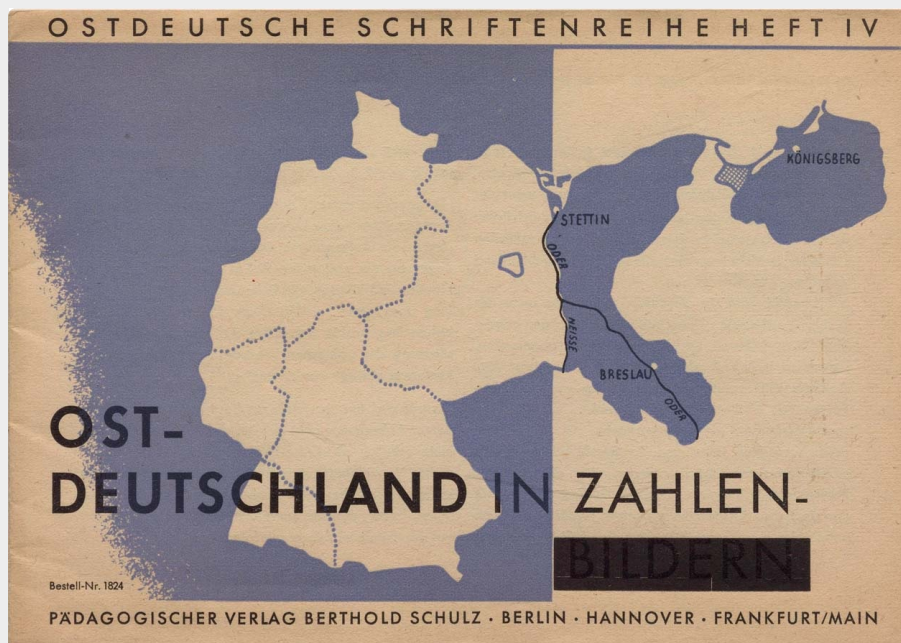 OSTDEUTSCHE SCHRIFTENREIHE HEFT IV
KÖNIGSBERG
STETTIN
ODER
NEISSE
BRESLAU
ODER
OST-
DEUTSCHLAND IN ZAHLEN-
BILDERN
Bestell-Nr. 1824
PÄDAGOGISCHER VERLAG BERTHOLD SCHULZ · BERLIN · HANNOVER · FRANKFURT/MAIN